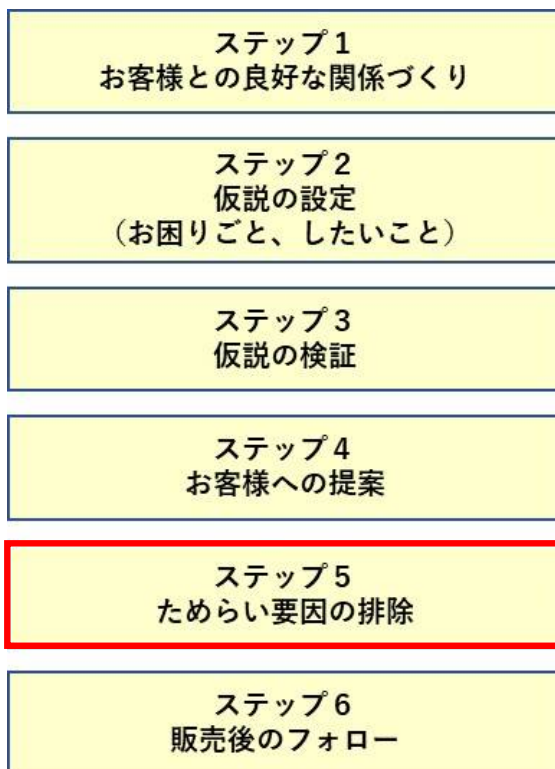 ステップ1
お客様との良好な関係づくり
ステップ2
仮説の設定
（お困りごと、したいこと）
ステップ3
仮説の検証
ステップ4
お客様への提案
ステップ5
ためらい要因の排除
ステップ6
販売後のフォロー